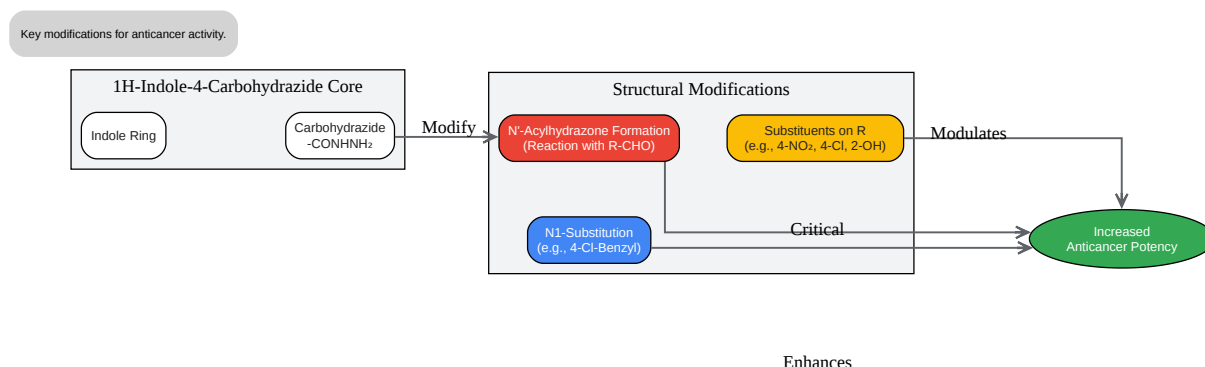 Key modifications for anticancer activity.
1H-Indole-4-Carbohydrazide Core
Indole Ring
Carbohydrazide
-CONHNH₂
Modify
Structural Modifications
N'-Acylhydrazone Formation
(Reaction with R-CHO)
Substituents on R
(e.g., 4-NO₂, 4-Cl, 2-OH)
Modulates
N1-Substitution
(e.g., 4-Cl-Benzyl)
Critical
Increased
Anticancer Potency
Enhances